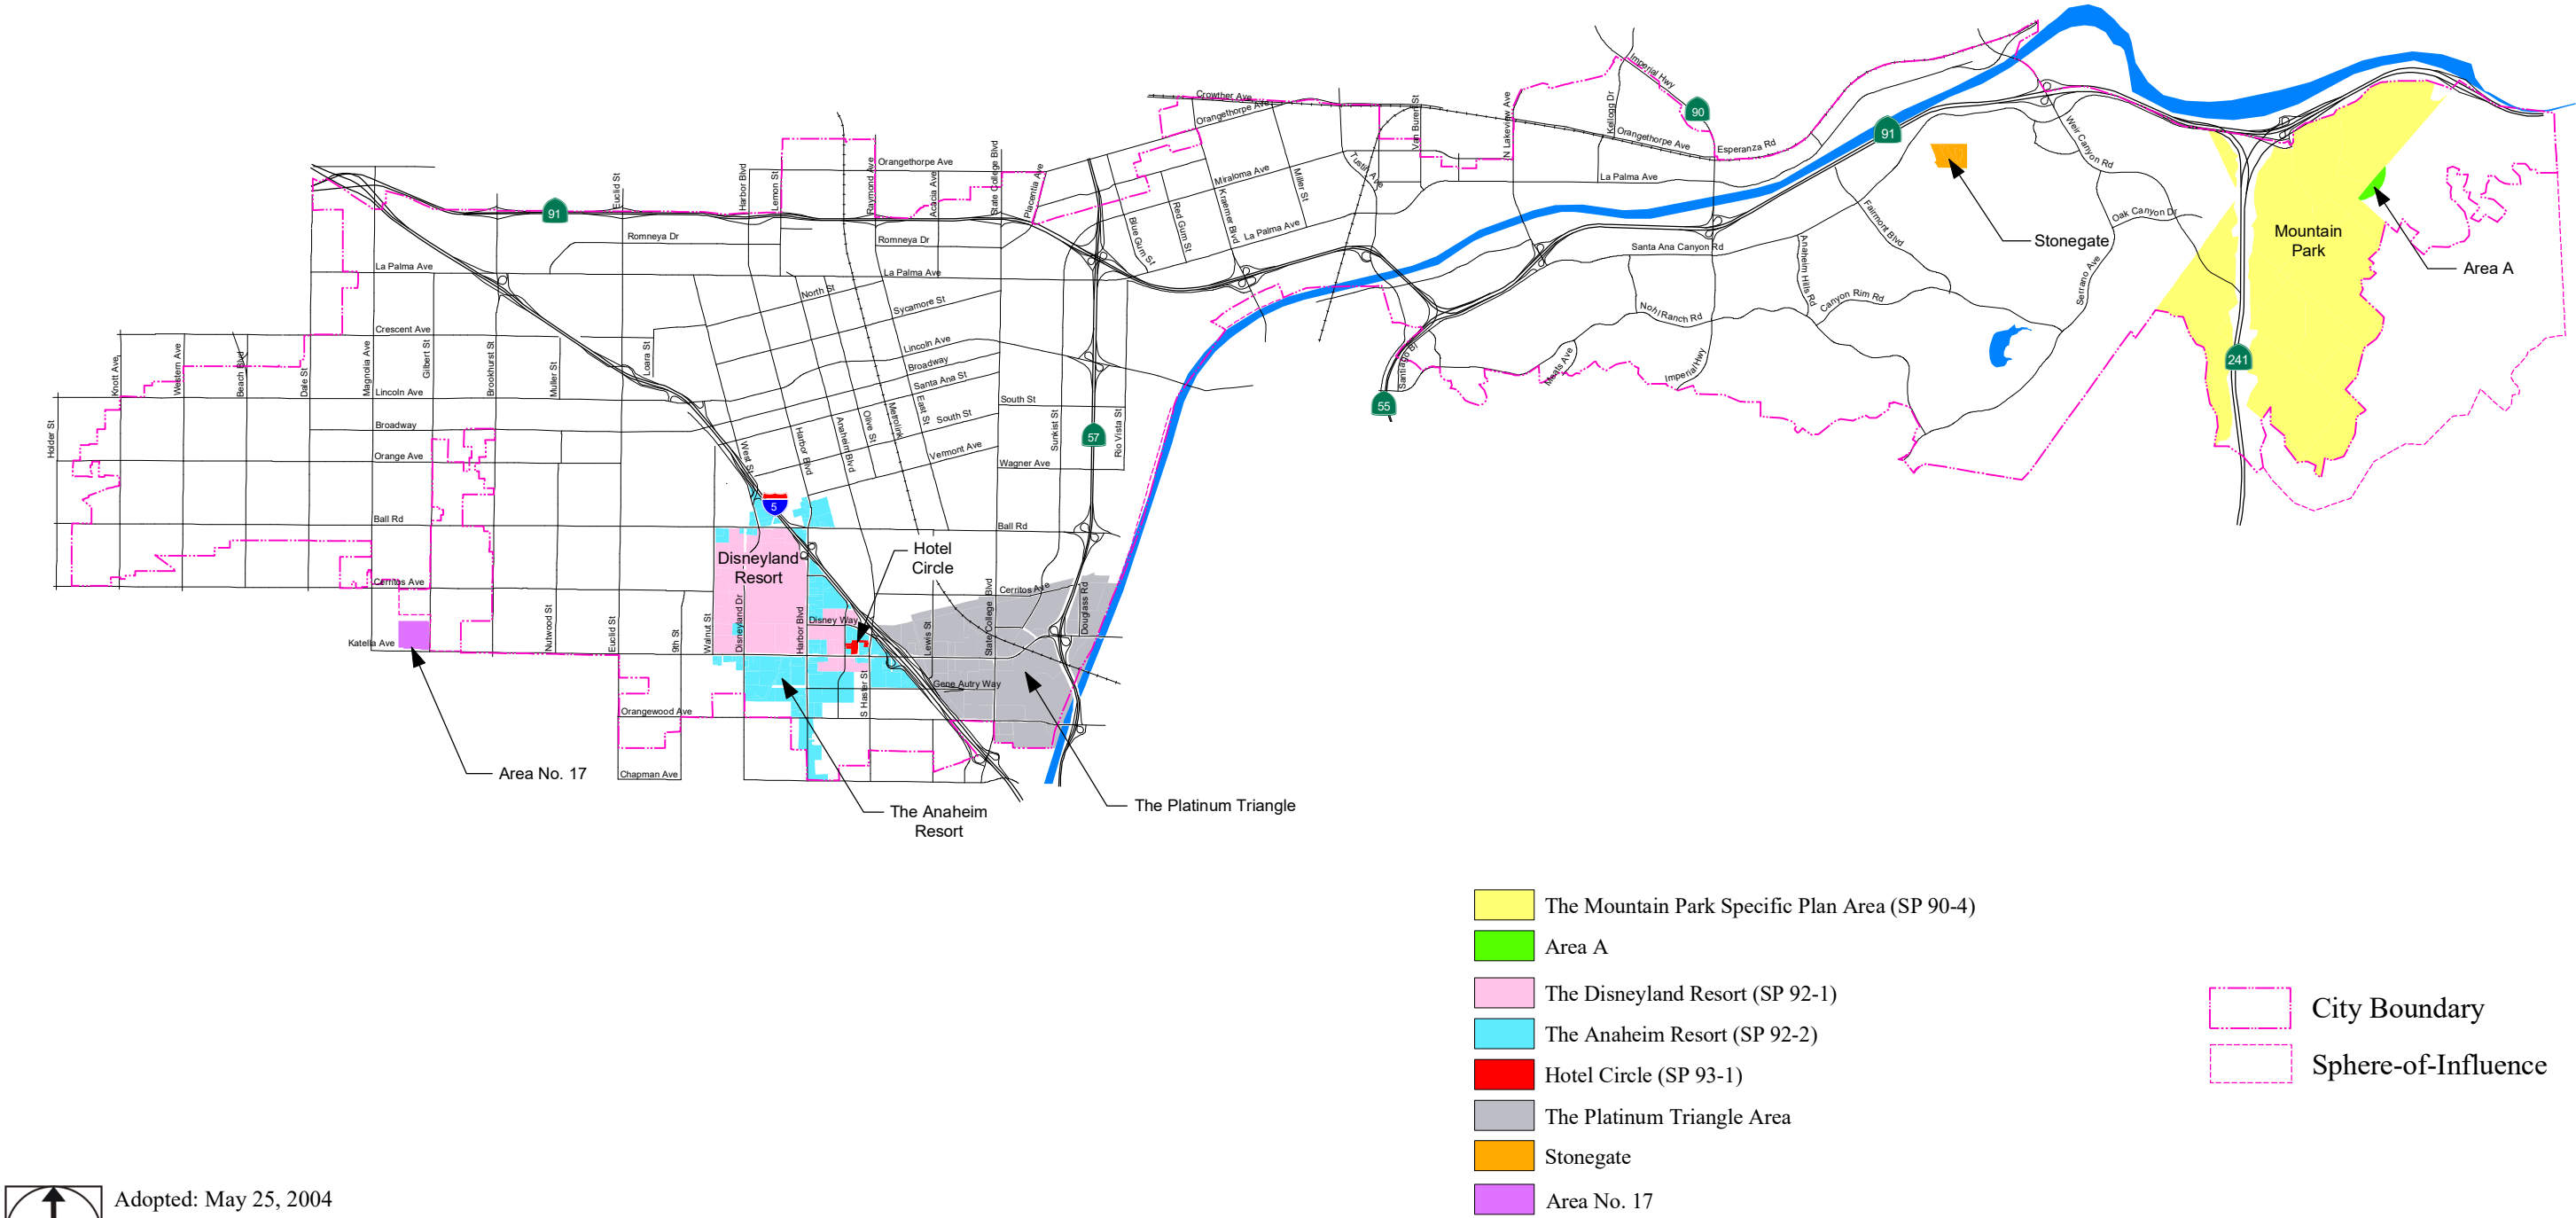 Imperial Hwy
90
Crowther Ave
Orangethorpe Ave
Van Buren St
N Lakeview Ave
Kellogg Dr
Orangethorpe Ave
Esperanza Rd
91
Weir Canyon Rd
Orangethorpe Ave
State College Blvd
Placentia Ave
Miraloma Ave
Miller St
Tustin Ave
La Palma Ave
Harbor Blvd
Lemon St
Raymond Ave
Acacia Ave
Euclid St
91
Romneya Dr
Romneya Dr
Blue Gum St
Red Gum St
Kraemer Blvd
La Palma Ave
Fairmont Blvd
Oak Canyon Dr
Stonegate
Mountain
Park
Area A
Santa Ana Canyon Rd
Anaheim Hills Rd
Canyon Rim Rd
Serrano Ave
Nohl Ranch Rd
La Palma Ave
La Palma Ave
North St
Sycamore St
Crescent Ave
Lincoln Ave
Broadway
Santa Ana St
Knott Ave
Western Ave
Beach Blvd
Dale St
Magnolia Ave
Gilbert St
Brookhurst St
Muller St
Loara St
Lincoln Ave
Santiago Bl
Meats Ave
Imperial Hwy
241
55
Holder St
Broadway
Orange Ave
West St
Harbor Blvd
Anaheim Blvd
Olive St
Metrolink
East St
South St
South St
Vermont Ave
Sunkist St
57
Rio Vista St
Wagner Ave
5
Ball Rd
Ball Rd
Disneyland
Resort
Hotel
Circle
Cerritos Ave
Cerritos Ave
Nutwood St
Euclid St
9th St
Walnut St
Disneyland Dr
Harbor Blvd
Disney Way
Lewis St
State College Blvd
Douglass Rd
Katella Ave
S Haster St
Gene Autry Way
Orangewood Ave
Chapman Ave
Area No. 17
The Anaheim
Resort
The Platinum Triangle
The Mountain Park Specific Plan Area (SP 90-4)
Area A
The Disneyland Resort (SP 92-1)
The Anaheim Resort (SP 92-2)
Hotel Circle (SP 93-1)
The Platinum Triangle Area
Stonegate
Area No. 17
City Boundary
Sphere-of-Influence
Adopted: May 25, 2004